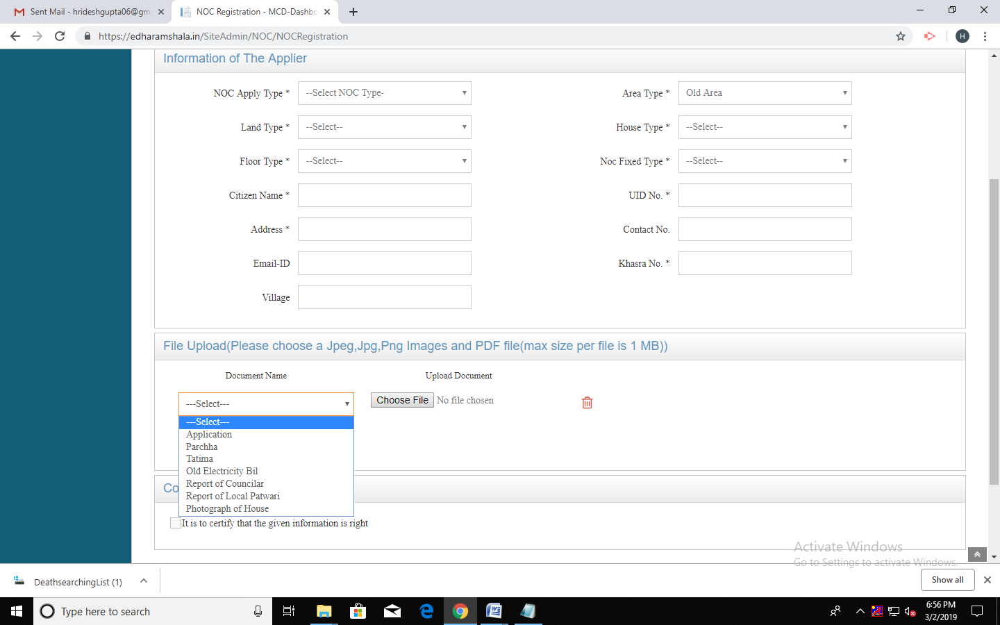 Sent Mail - hrideshgupta06@gm
NOC Registration - MCD-Dashbo
https://edharamshala.in/SiteAdmin/NOC/NOCRegistration
H
Information of The Applier
NOC Apply Type * --Select NOC Type- Area Type * Old Area
Land Type * --Select-- House Type * --Select--
Floor Type * --Select-- Noc Fixed Type * --Select--
Citizen Name * UID No. *
Address * Contact No.
Email-ID Khasra No. *
Village
File Upload(Please choose a Jpeg,Jpg,Png Images and PDF file(max size per file is 1 MB))
Document Name Upload Document
---Select--- Choose File No file chosen
---Select---
Application
Parchha
Tatima
Old Electricity Bil
Report of Councilar
Report of Local Patwari
Photograph of House
Co
It is to certify that the given information is right
Activate Windows
Go to Settings to activate Windows.
DeathsearchingList (1)
Show all
Type here to search
6:56 PM
3/2/2019